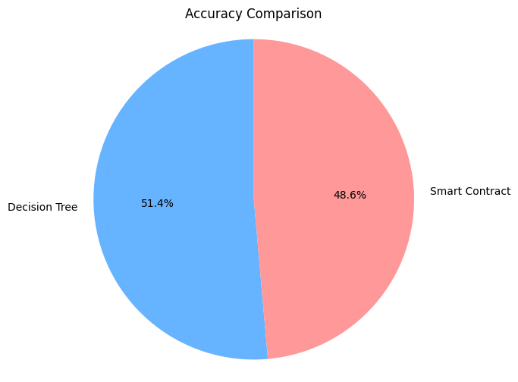 Accuracy Comparison
51.4%
48.6%
Decision Tree
Smart Contract